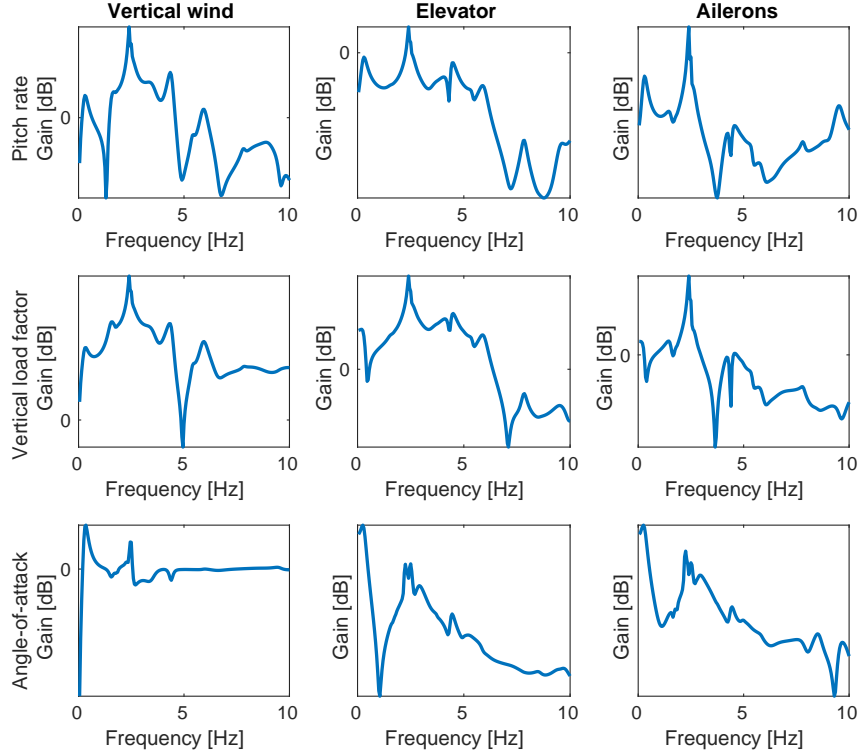 Vertical wind
Elevator
Ailerons
Pitch rate
Gain [dB]
0
0 5 10
Frequency [Hz]
Gain [dB]
0
0 5 10
Frequency [Hz]
Gain [dB]
0
0 5 10
Frequency [Hz]
Vertical load factor
Gain [dB]
0
0 5 10
Frequency [Hz]
Gain [dB]
0
0 5 10
Frequency [Hz]
Gain [dB]
0
0 5 10
Frequency [Hz]
Angle-of-attack
Gain [dB]
0
0 5 10
Frequency [Hz]
Gain [dB]
0 5 10
Frequency [Hz]
Gain [dB]
0 5 10
Frequency [Hz]